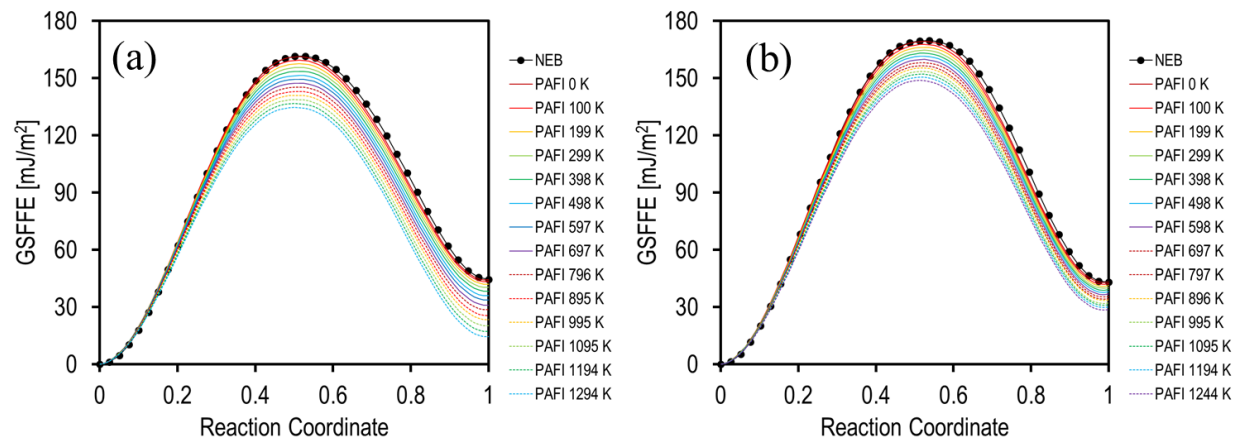 (a)
GSFFE [mJ/m²]
180
150
120
90
60
30
0
0
0.2
0.4
0.6
0.8
1
Reaction Coordinate
NEB
PAFI 0 K
PAFI 100 K
PAFI 199 K
PAFI 299 K
PAFI 398 K
PAFI 498 K
PAFI 597 K
PAFI 697 K
PAFI 796 K
PAFI 895 K
PAFI 995 K
PAFI 1095 K
PAFI 1194 K
PAFI 1294 K
(b)
GSFFE [mJ/m²]
180
150
120
90
60
30
0
0
0.2
0.4
0.6
0.8
1
Reaction Coordinate
NEB
PAFI 0 K
PAFI 100 K
PAFI 199 K
PAFI 299 K
PAFI 398 K
PAFI 498 K
PAFI 598 K
PAFI 697 K
PAFI 797 K
PAFI 896 K
PAFI 995 K
PAFI 1095 K
PAFI 1194 K
PAFI 1244 K